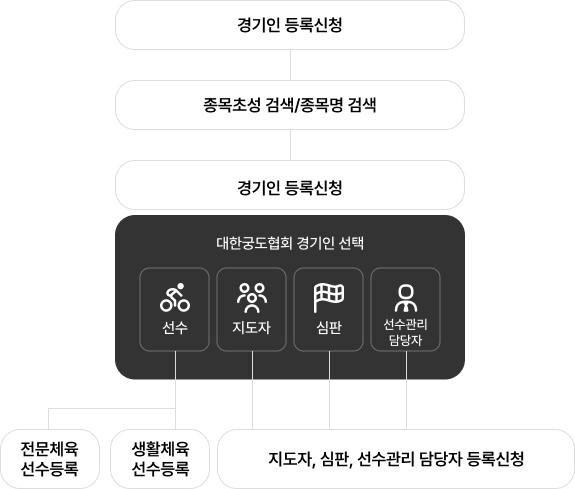 경기인 등록신청
종목초성 검색/종목명 검색
경기인 등록신청
대한궁도협회 경기인 선택
선수
지도자
심판
선수관리
담당자
전문체육
선수등록
생활체육
선수등록
지도자, 심판, 선수관리 담당자 등록신청